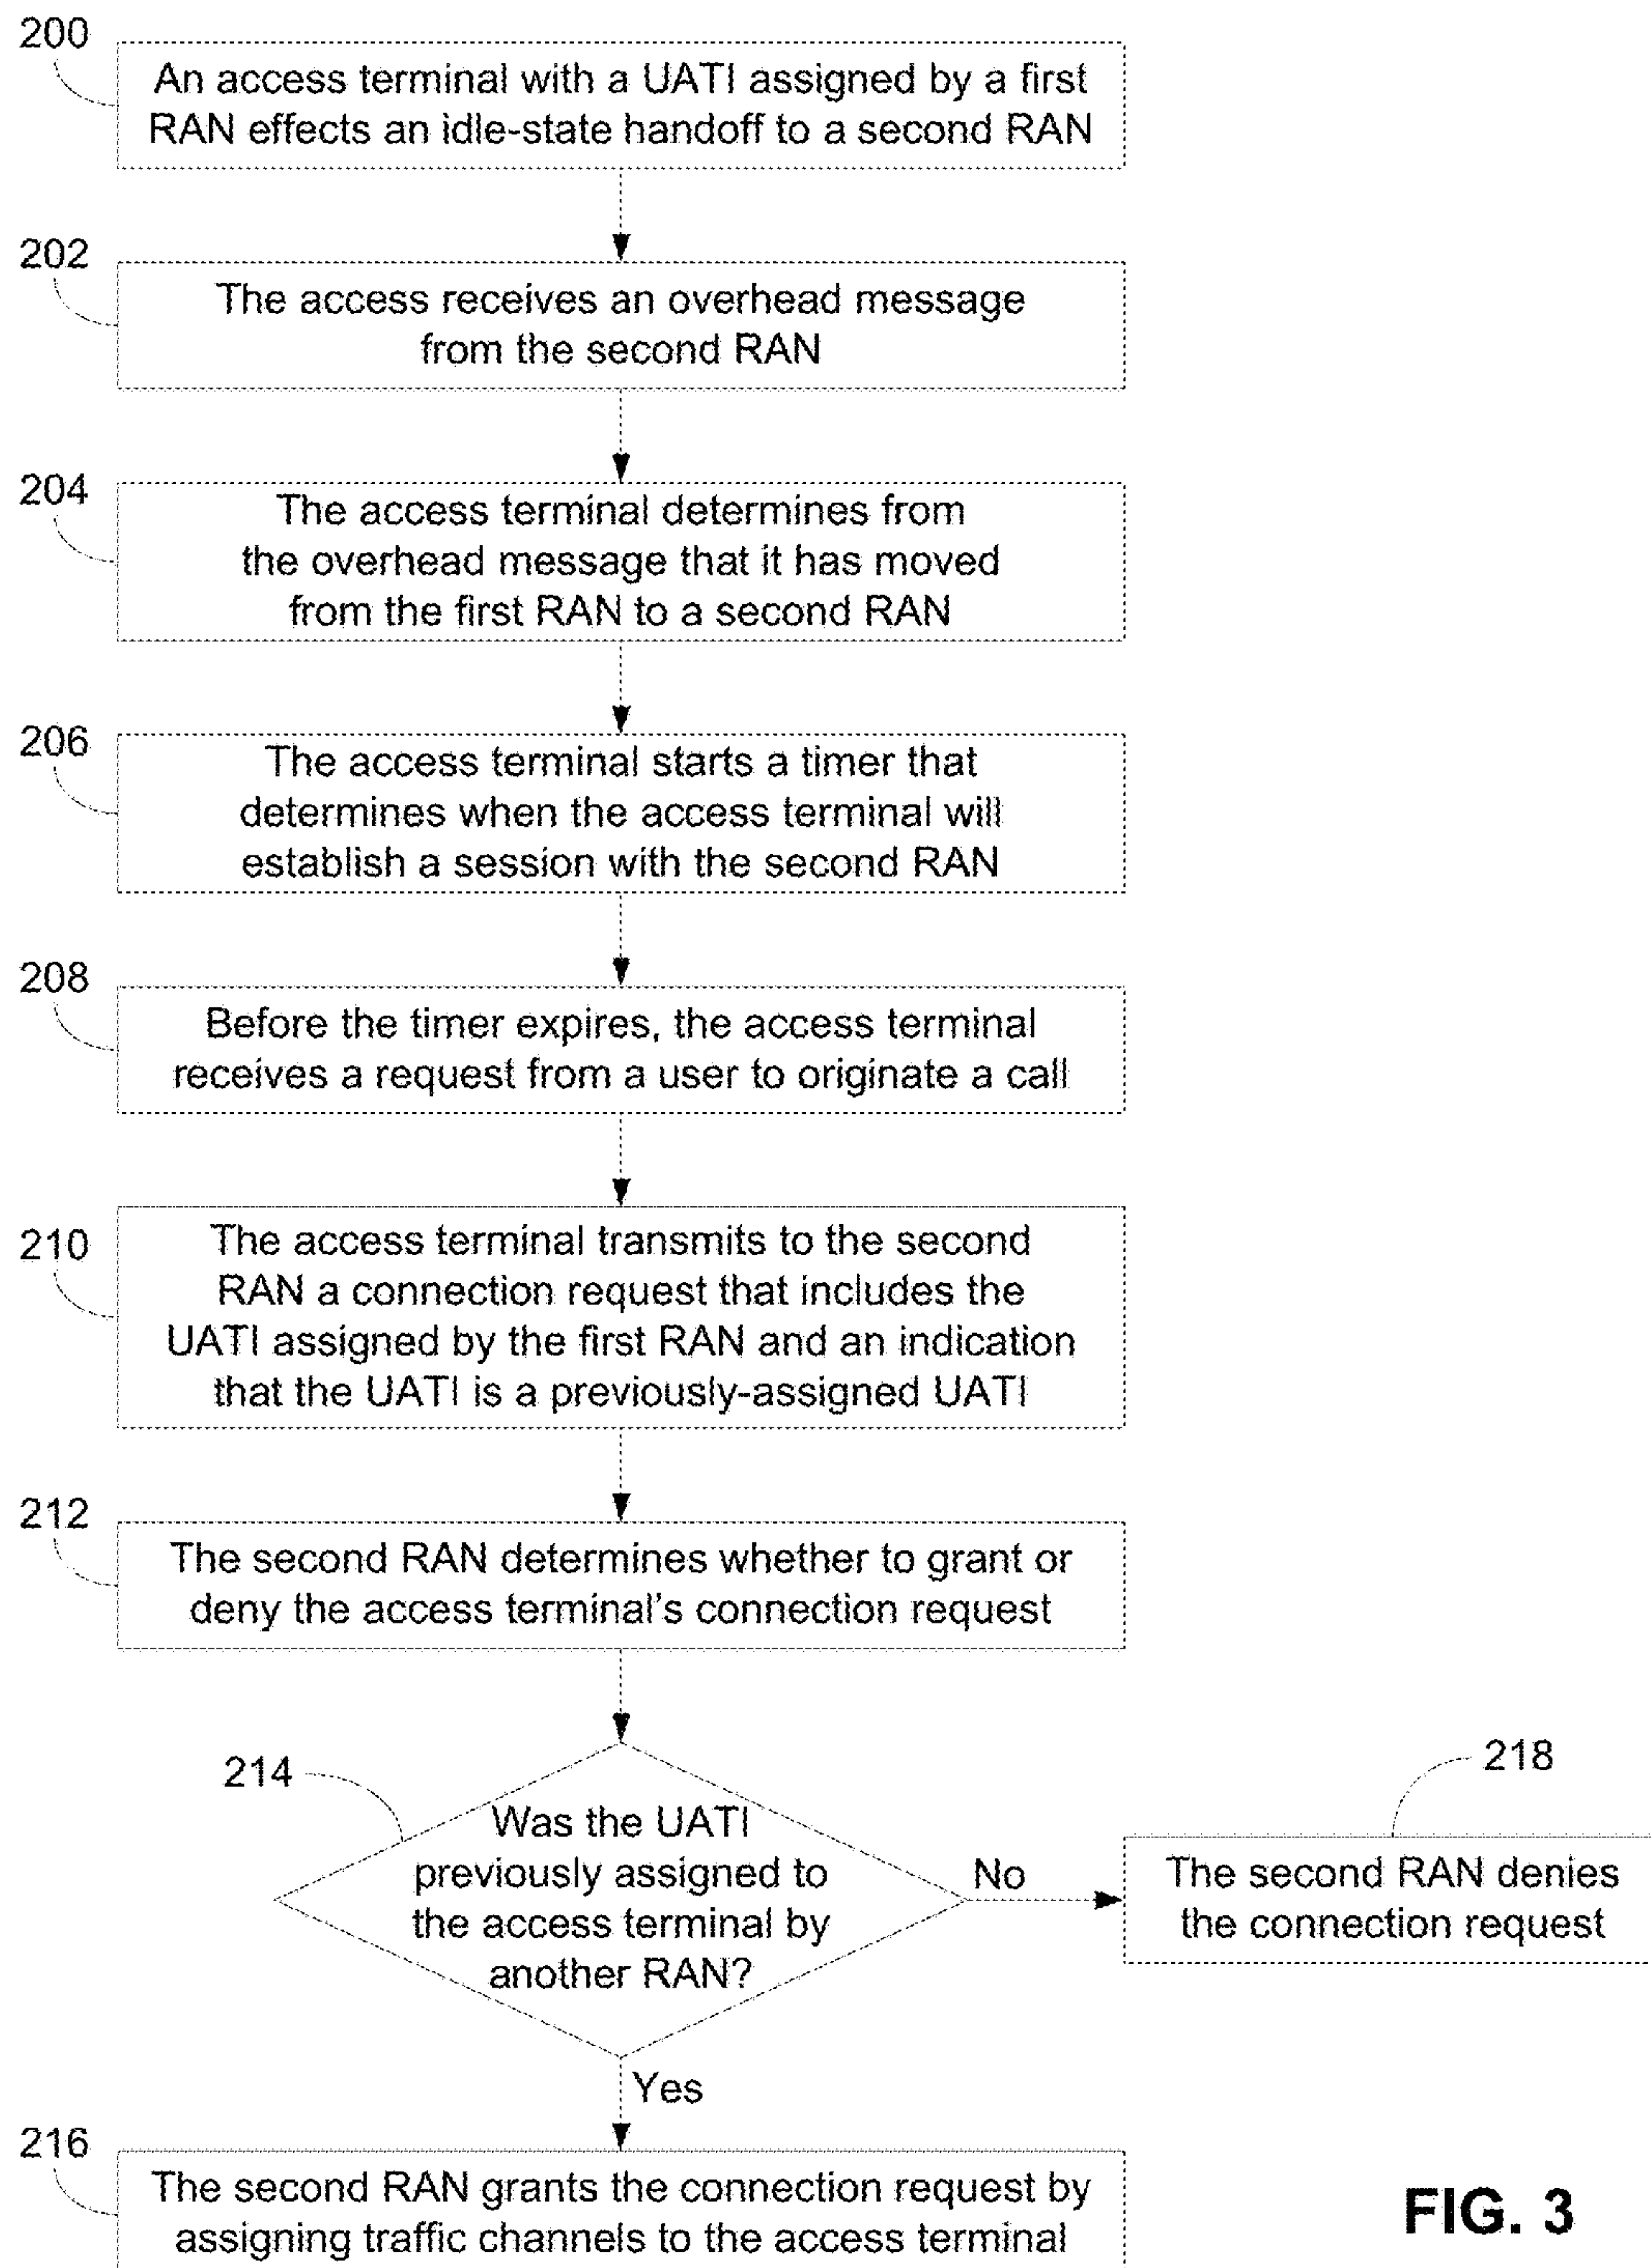 200
An access terminal with a UATI assigned by a first
RAN effects an idle-state handoff to a second RAN
202
The access receives an overhead message
from the second RAN
204
The access terminal determines from
the overhead message that it has moved
from the first RAN to a second RAN
206
The access terminal starts a timer that
determines when the access terminal will
establish a session with the second RAN
208
Before the timer expires, the access terminal
receives a request from a user to originate a call
210
The access terminal transmits to the second
RAN a connection request that includes the
UATI assigned by the first RAN and an indication
that the UATI is a previously-assigned UATI
212
The second RAN determines whether to grant or
deny the access terminal's connection request
214
Was the UATI
previously assigned to
the access terminal by
another RAN?
No
218
The second RAN denies
the connection request
Yes
216
The second RAN grants the connection request by
assigning traffic channels to the access terminal
FIG. 3